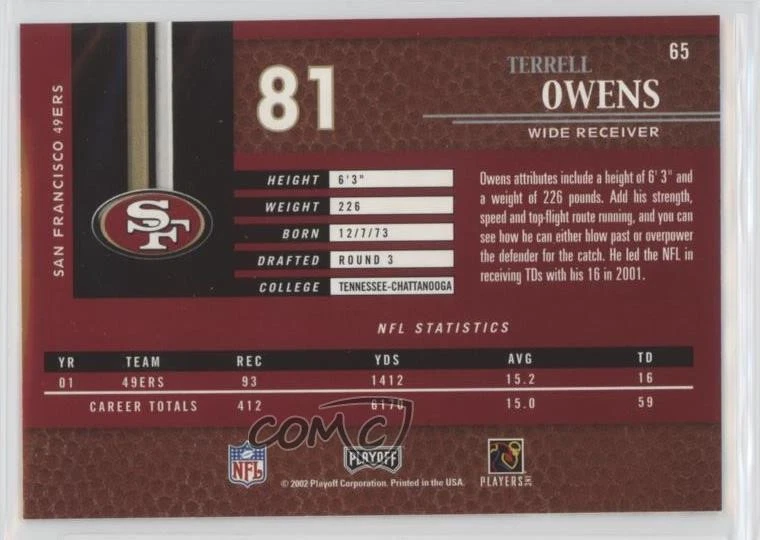 65
TERRELL
OWENS
WIDE RECEIVER
81
SAN FRANCISCO 49ERS
SF
HEIGHT 6'3"
WEIGHT 226
BORN 12/7/73
DRAFTED ROUND 3
COLLEGE TENNESSEE-CHATTANOOGA
Owens attributes include a height of 6' 3" and
a weight of 226 pounds. Add his strength,
speed and top-flight route running, and you can
see how he can either blow past or overpower
the defender for the catch. He led the NFL in
receiving TDs with his 16 in 2001.
NFL STATISTICS
YR TEAM REC YDS AVG TD
01 49ERS 93 1412 15.2 16
CAREER TOTALS 412 6170 15.0 59
COMC
NFL
PLAYOFF
PLAYERS INC
© 2002 Playoff Corporation. Printed in the USA.